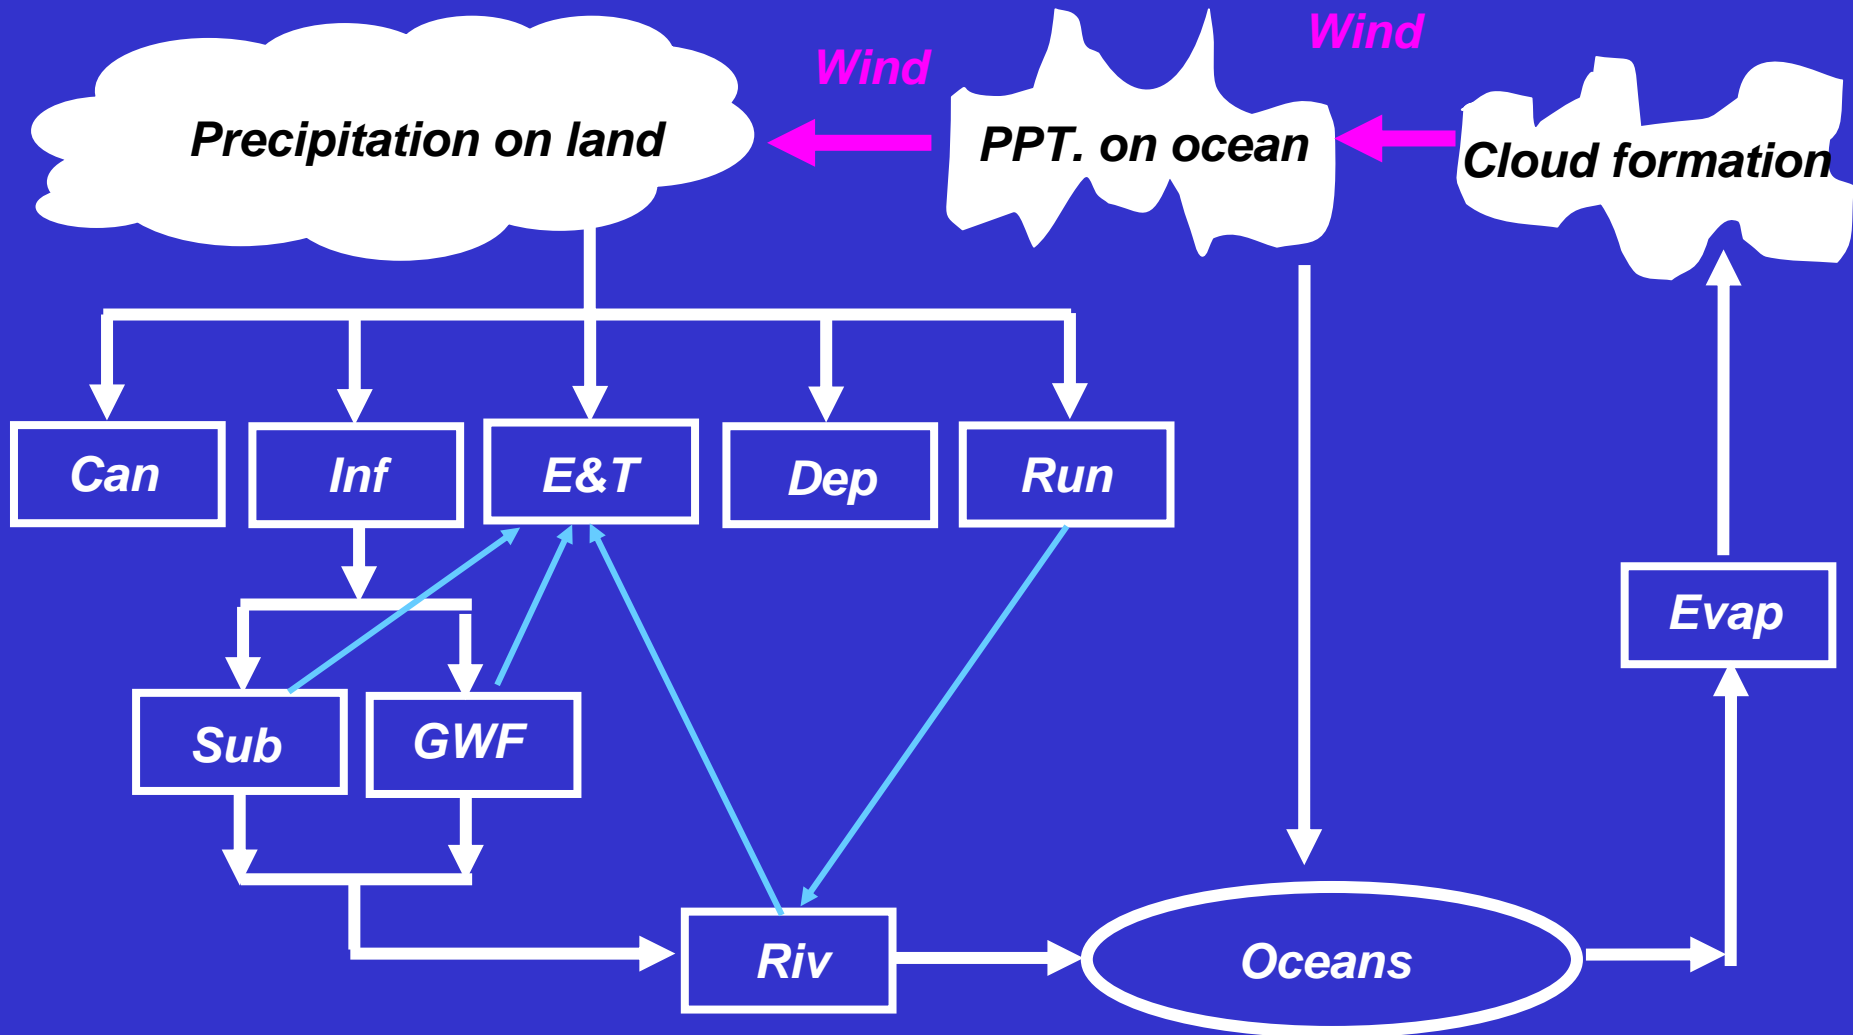 Wind
Wind
Precipitation on land
PPT. on ocean
Cloud formation
Can
Inf
E&T
Dep
Run
Evap
Sub
GWF
Riv
Oceans